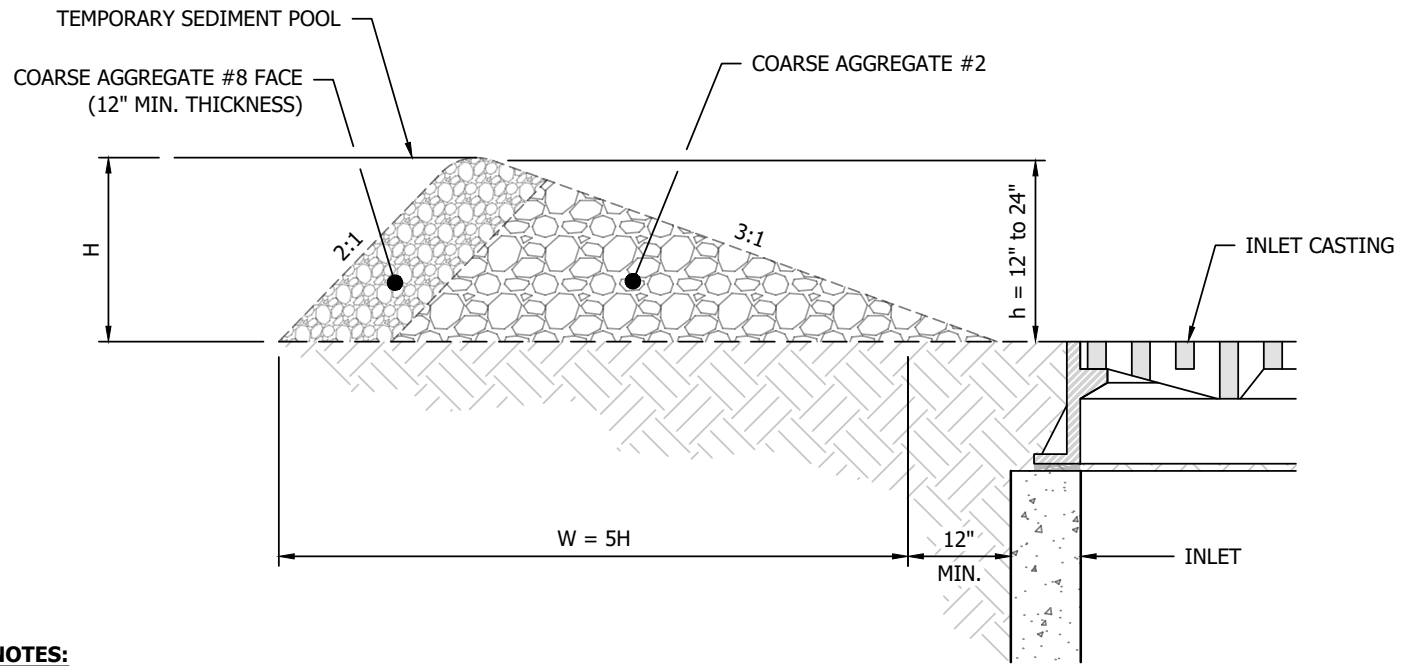 TEMPORARY SEDIMENT POOL
COARSE AGGREGATE #8 FACE
(12" MIN. THICKNESS)
COARSE AGGREGATE #2
H
2:1
3:1
h = 12" to 24"
INLET CASTING
W = 5H
12"
MIN.
INLET
NOTES: